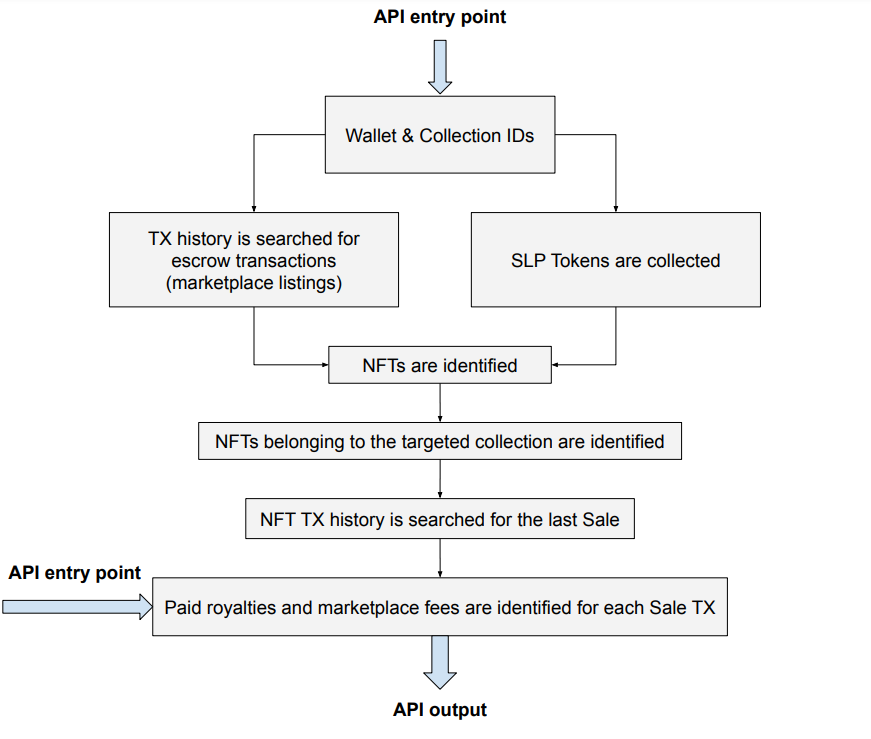 API entry point
Wallet & Collection IDs
TX history is searched for
escrow transactions
(marketplace listings)
SLP Tokens are collected
NFTs are identified
NFTs belonging to the targeted collection are identified
NFT TX history is searched for the last Sale
API entry point
Paid royalties and marketplace fees are identified for each Sale TX
API output